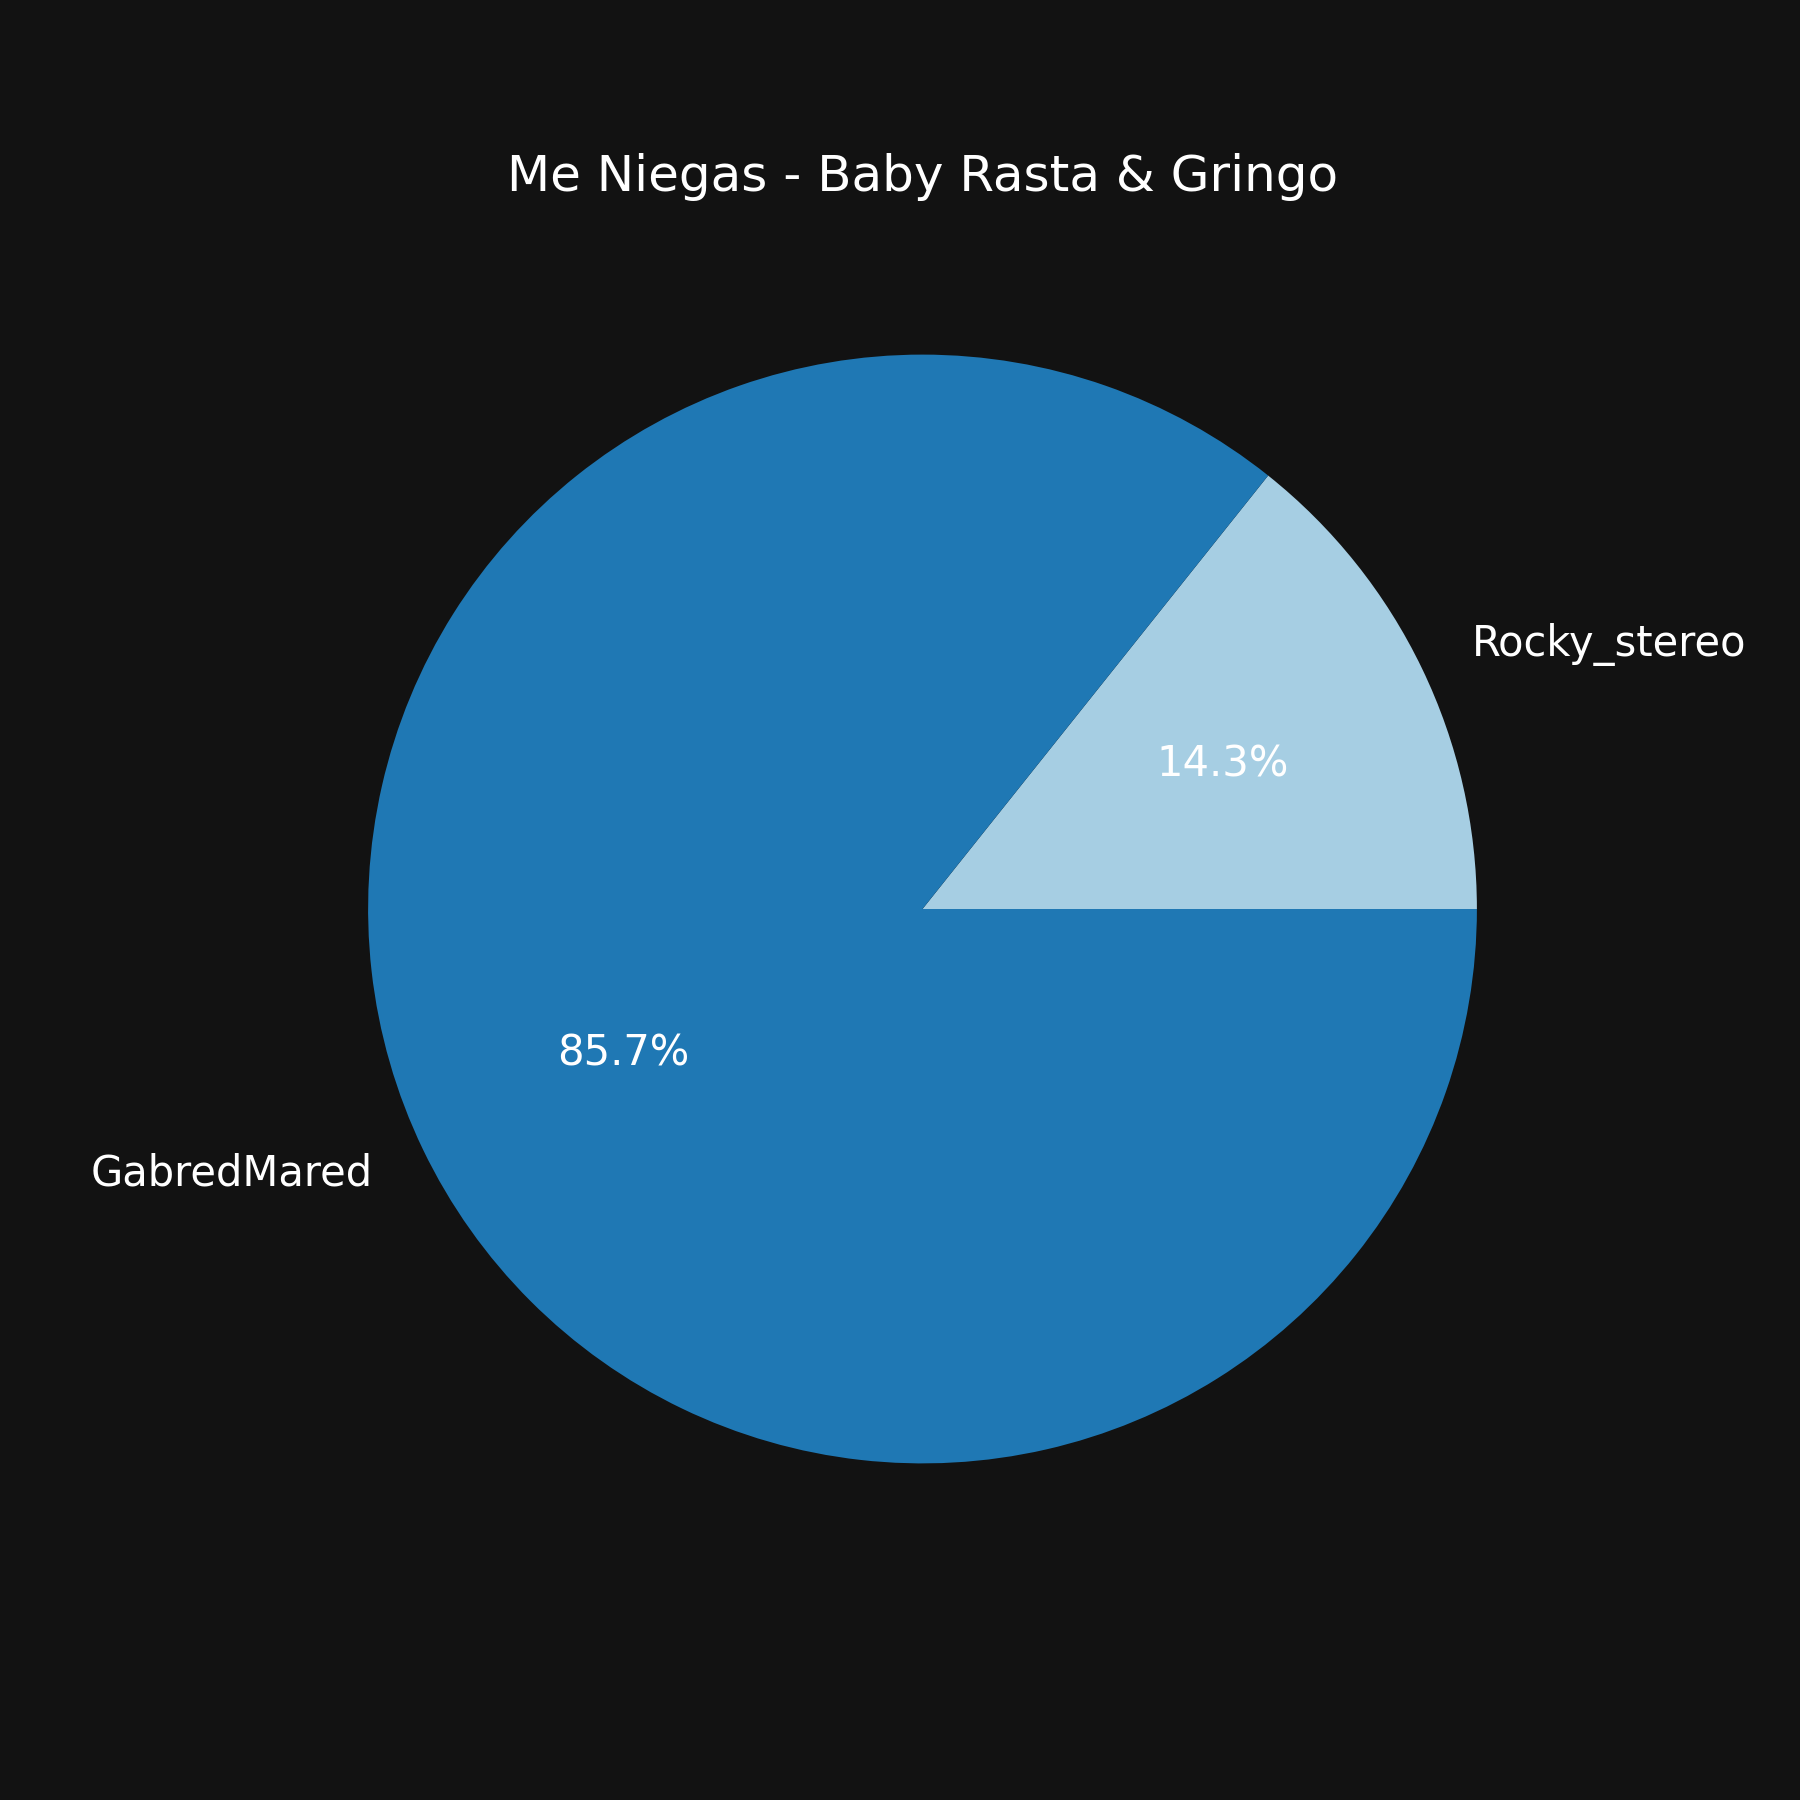 Me Niegas - Baby Rasta & Gringo
Rocky_stereo
14.3%
85.7%
GabredMared